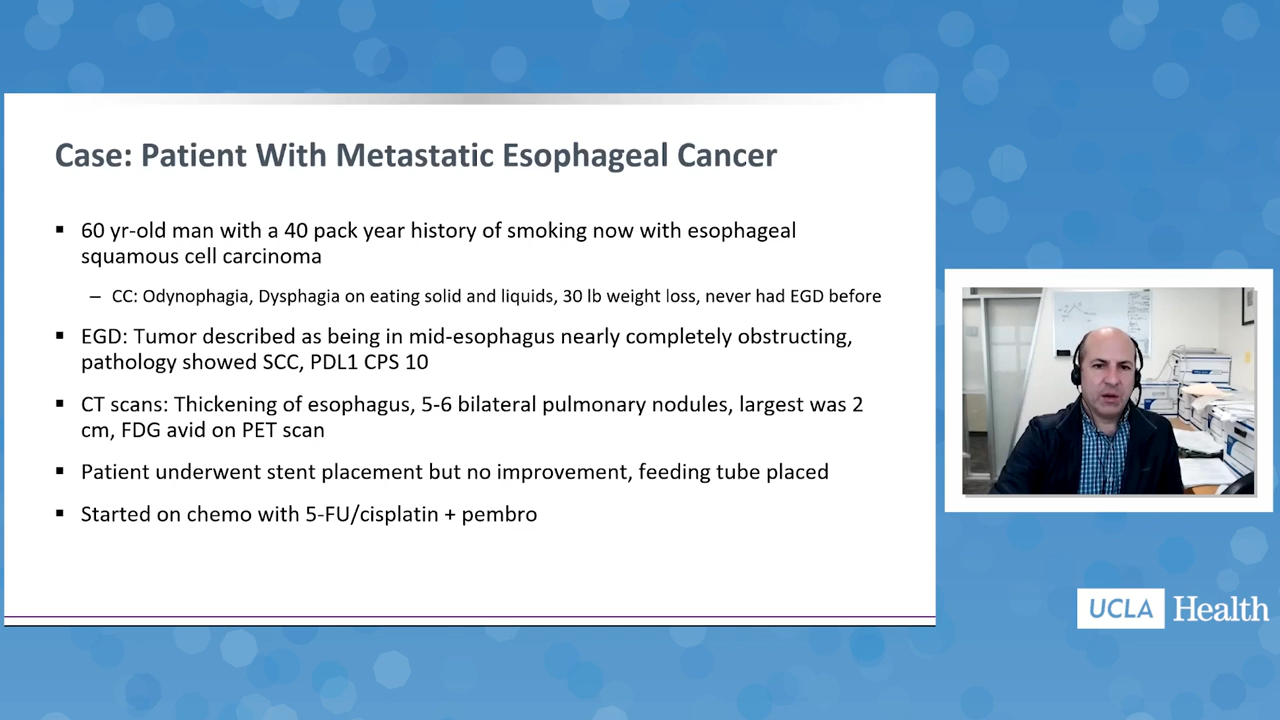 Case: Patient With Metastatic Esophageal Cancer
▪ 60 yr-old man with a 40 pack year history of smoking now with esophageal
squamous cell carcinoma
– CC: Odynophagia, Dysphagia on eating solid and liquids, 30 lb weight loss, never had EGD before
▪ EGD: Tumor described as being in mid-esophagus nearly completely obstructing,
pathology showed SCC, PDL1 CPS 10
▪ CT scans: Thickening of esophagus, 5-6 bilateral pulmonary nodules, largest was 2
cm, FDG avid on PET scan
▪ Patient underwent stent placement but no improvement, feeding tube placed
▪ Started on chemo with 5-FU/cisplatin + pembro
UCLA Health